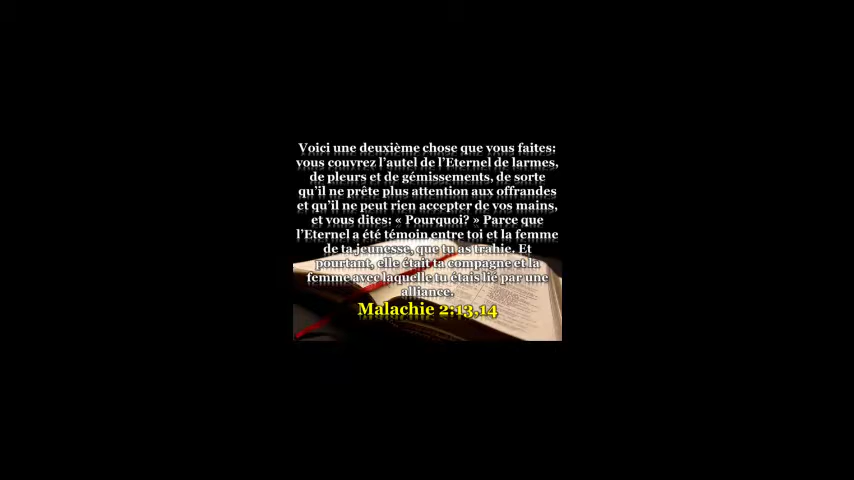 Voici une deuxième chose que vous faites:
vous couvrez l'autel de l'Eternel de larmes,
de pleurs et de gémissements, de sorte
qu'il ne prête plus attention aux offrandes
et qu'il ne peut rien accepter de vos mains,
et vous dites: « Pourquoi? » Parce que
l'Eternel a été témoin entre toi et la femme
de ta jeunesse, que tu as trahie. Et
pourtant, elle était ta compagne et la
femme avec laquelle tu étais lié par une
alliance.
Malachie 2:13,14